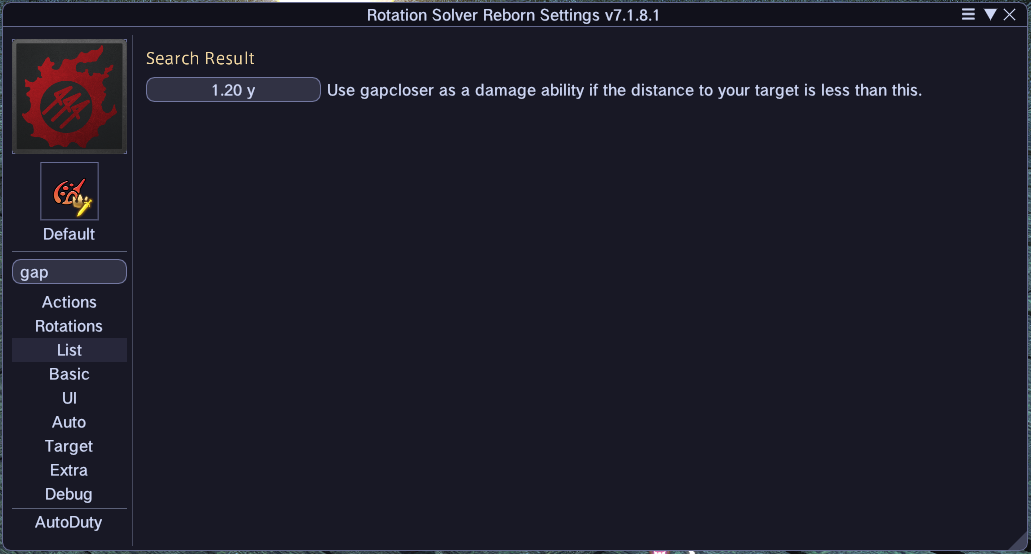 Rotation Solver Reborn Settings v7.1.8.1
Search Result
1.20 y Use gapcloser as a damage ability if the distance to your target is less than this.
Default
gap
Actions
Rotations
List
Basic
UI
Auto
Target
Extra
Debug
AutoDuty